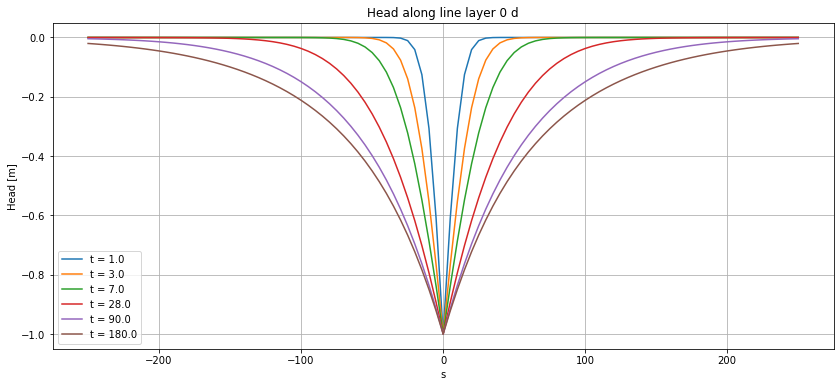 Head along line layer 0 d
0.0
−0.2
−0.4
−0.6
−0.8
−1.0
Head [m]
t = 1.0
t = 3.0
t = 7.0
t = 28.0
t = 90.0
t = 180.0
−200
−100
0
100
200
s